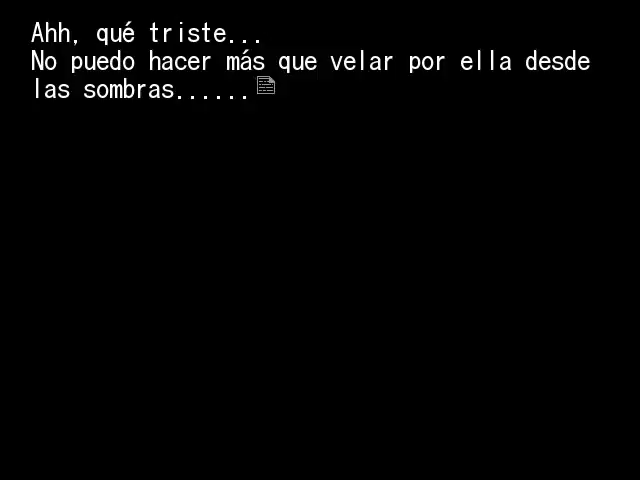 Ahh, qué triste...
No puedo hacer más que velar por ella desde
las sombras......